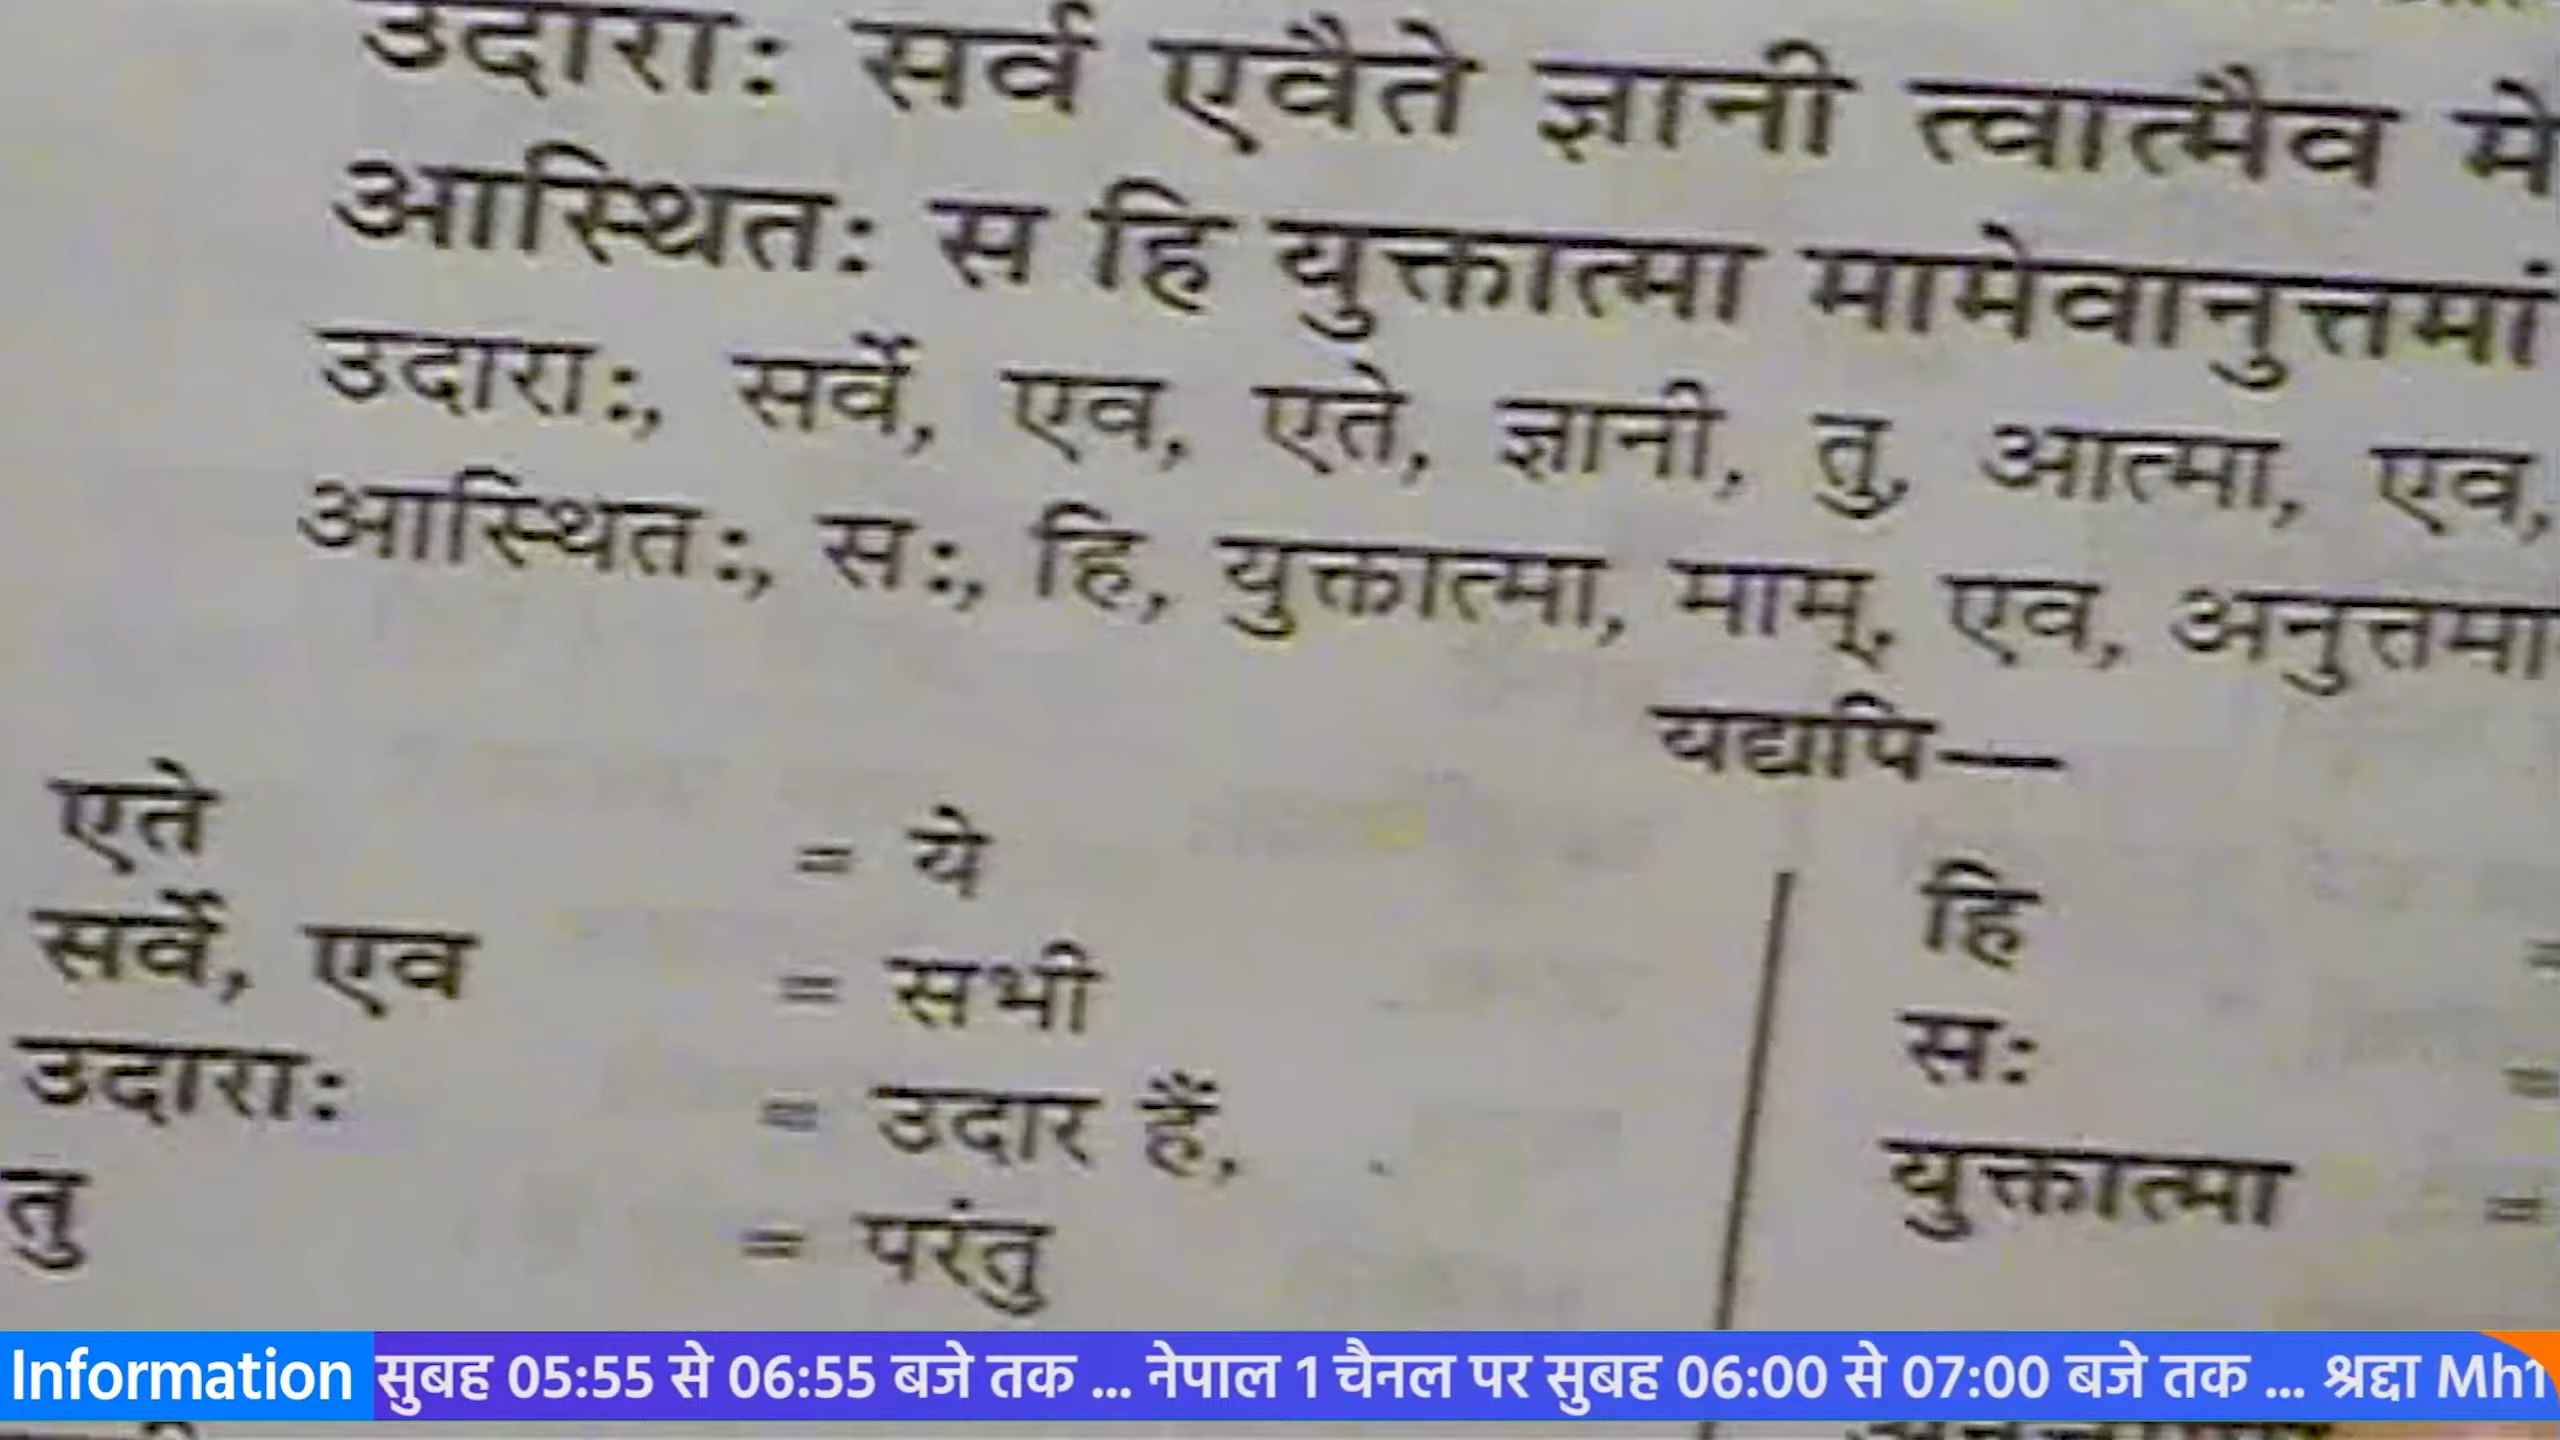 उदाराः सर्व एवैते ज्ञानी त्वात्मैव मे
आस्थितः स हि युक्तात्मा मामेवानुत्तमां
उदाराः, सर्वे, एव, एते, ज्ञानी, तु, आत्मा, एव,
आस्थितः, सः, हि, युक्तात्मा, माम्, एव, अनुत्तमा
यद्यपि—
एते = ये
सर्वे, एव = सभी
उदाराः = उदार हैं,
तु = परंतु
हि =
सः =
युक्तात्मा =
Information सुबह 05:55 से 06:55 बजे तक ... नेपाल 1 चैनल पर सुबह 06:00 से 07:00 बजे तक ... श्रद्दा Mh1